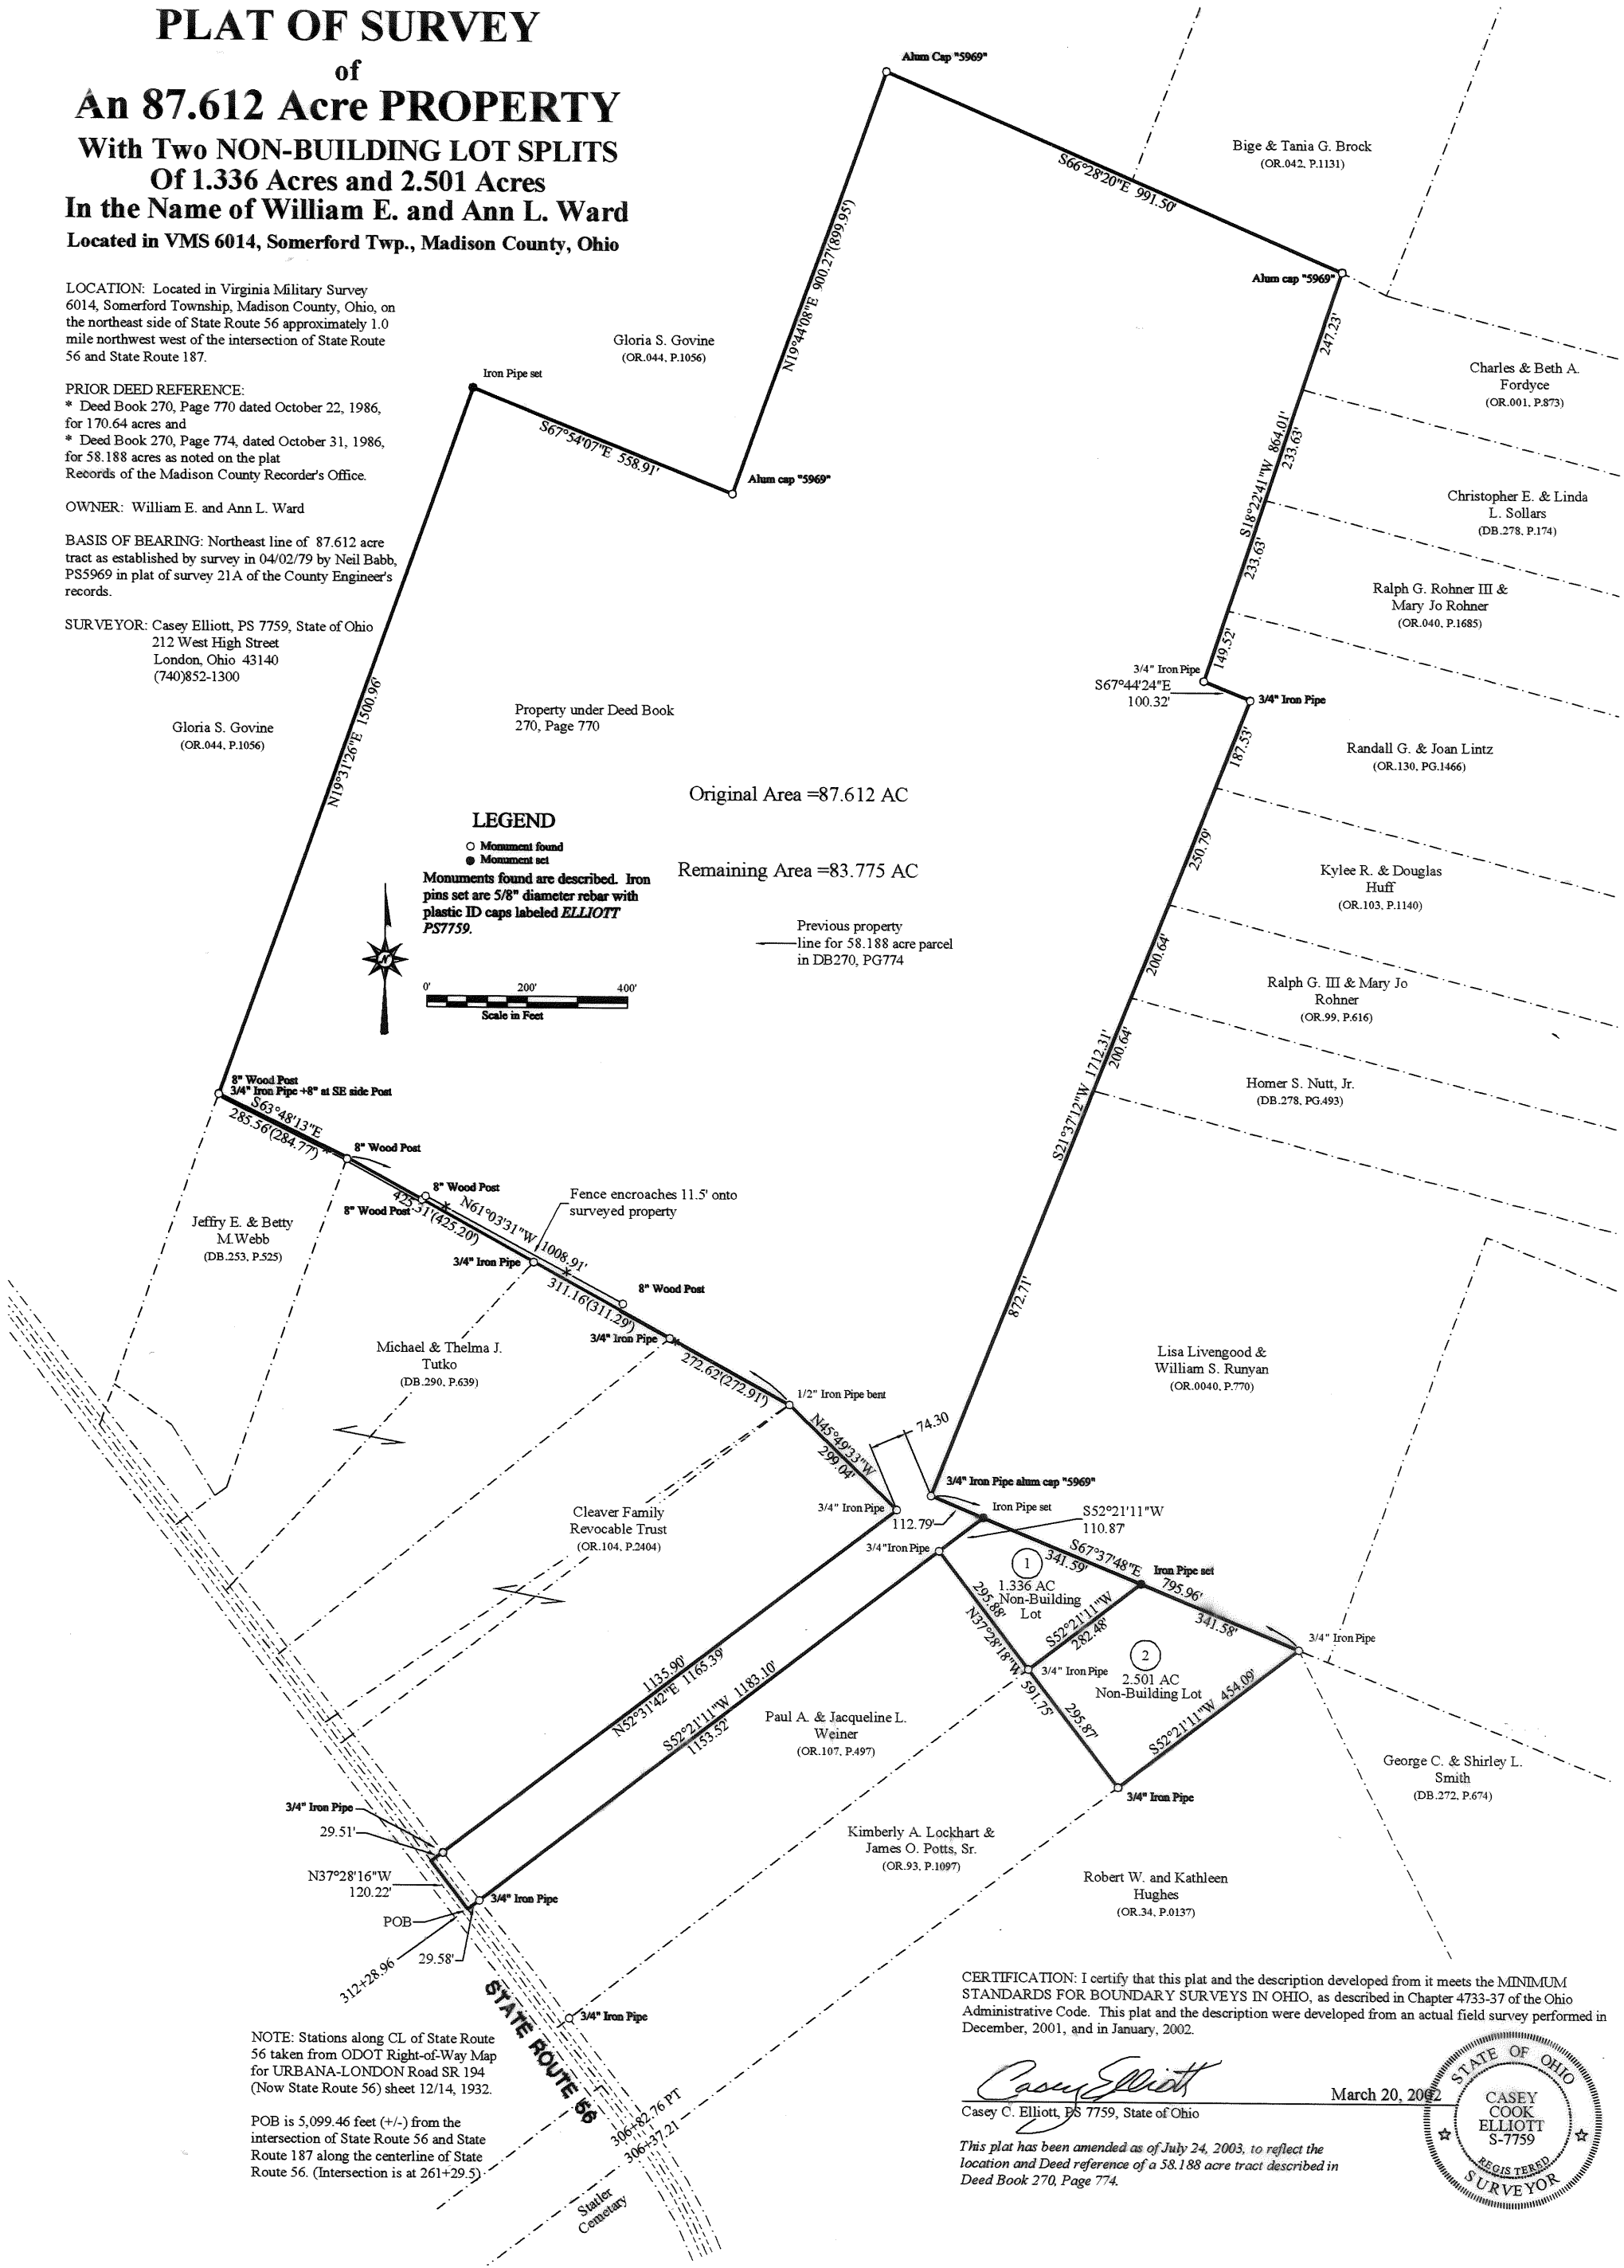 PLAT OF SURVEY
of
An 87.612 Acre PROPERTY
With Two NON-BUILDING LOT SPLITS
Of 1.336 Acres and 2.501 Acres
In the Name of William E. and Ann L. Ward
Located in VMS 6014, Somerford Twp., Madison County, Ohio
LOCATION: Located in Virginia Military Survey
6014, Somerford Township, Madison County, Ohio, on
the northeast side of State Route 56 approximately 1.0
mile northwest west of the intersection of State Route
56 and State Route 187.
PRIOR DEED REFERENCE:
* Deed Book 270, Page 770 dated October 22, 1986,
for 170.64 acres and
* Deed Book 270, Page 774, dated October 31, 1986,
for 58.188 acres as noted on the plat
Records of the Madison County Recorder's Office.
OWNER: William E. and Ann L. Ward
BASIS OF BEARING: Northeast line of 87.612 acre
tract as established by survey in 04/02/79 by Neil Babb,
PS5969 in plat of survey 21A of the County Engineer's
records.
SURVEYOR: Casey Elliott, PS 7759, State of Ohio
212 West High Street
London, Ohio 43140
(740)852-1300
Alum Cap "5969"
S66°28'20"E 991.50'
Bige & Tania G. Brock
(OR.042, P.1131)
Alum cap "5969"
N19°44'08"E 900.27'(899.95')
Gloria S. Govine
(OR.044, P.1056)
Iron Pipe set
S67°54'07"E 558.91'
Alum cap "5969"
247.23'
Charles & Beth A.
Fordyce
(OR.001, P.873)
S18°22'41"W 864.01'
233.63'
Christopher E. & Linda
L. Sollars
(DB.278, P.174)
233.63'
Ralph G. Rohner III &
Mary Jo Rohner
(OR.040, P.1685)
149.52'
3/4" Iron Pipe
S67°44'24"E
100.32'
3/4" Iron Pipe
N19°31'26"E 1500.96'
Gloria S. Govine
(OR.044, P.1056)
Property under Deed Book
270, Page 770
187.53'
Randall G. & Joan Lintz
(OR.130, PG.1466)
Original Area =87.612 AC
Remaining Area =83.775 AC
LEGEND
Monument found
Monument set
Monuments found are described. Iron
pins set are 5/8" diameter rebar with
plastic ID caps labeled ELLIOTT
PS7759.
N
0' 200' 400'
Scale in Feet
Previous property
line for 58.188 acre parcel
in DB270, PG774
250.79'
Kylee R. & Douglas
Huff
(OR.103, P.1140)
200.64'
Ralph G. III & Mary Jo
Rohner
(OR.99, P.616)
S21°37'12"W 1712.31'
200.64'
Homer S. Nutt, Jr.
(DB.278, PG.493)
872.71'
8" Wood Post
3/4" Iron Pipe +8" at SE side Post
S63°48'13"E
285.56'(284.77')
8" Wood Post
8" Wood Post
8" Wood Post
425.31'(425.20')
N61°03'31"W 1008.91'
Fence encroaches 11.5' onto
surveyed property
3/4" Iron Pipe
311.16'(311.29')
8" Wood Post
3/4" Iron Pipe
272.62'(272.91')
1/2" Iron Pipe bent
Jeffry E. & Betty
M.Webb
(DB.253, P.525)
Michael & Thelma J.
Tutko
(DB.290, P.639)
Cleaver Family
Revocable Trust
(OR.104, P.2404)
N45°49'33"W
299.04'
74.30
Lisa Livengood &
William S. Runyan
(OR.0040, P.770)
3/4" Iron Pipe alum cap "5969"
3/4" Iron Pipe
112.79'
Iron Pipe set
S52°21'11"W
110.87'
3/4"Iron Pipe
S67°37'48"E
341.59'
Iron Pipe set
795.96'
341.58'
3/4" Iron Pipe
1
1.336 AC
Non-Building
Lot
295.88'
N37°28'18"W 591.75'
S52°21'11"W
282.48'
2
2.501 AC
Non-Building Lot
3/4" Iron Pipe
295.87'
S52°21'11"W 454.09'
3/4" Iron Pipe
1135.90'
N52°31'42"E 1165.39'
S52°21'11"W 1183.10'
1153.52'
Paul A. & Jacqueline L.
Weiner
(OR.107, P.497)
George C. & Shirley L.
Smith
(DB.272, P.674)
Kimberly A. Lockhart &
James O. Potts, Sr.
(OR.93, P.1097)
Robert W. and Kathleen
Hughes
(OR.34, P.0137)
3/4" Iron Pipe
29.51'
N37°28'16"W
120.22'
3/4" Iron Pipe
POB
29.58'
312+28.96
STATE ROUTE 56
3/4" Iron Pipe
306+82.76 PT
306+37.21
Statler
Cemetary
NOTE: Stations along CL of State Route
56 taken from ODOT Right-of-Way Map
for URBANA-LONDON Road SR 194
(Now State Route 56) sheet 12/14, 1932.
POB is 5,099.46 feet (+/-) from the
intersection of State Route 56 and State
Route 187 along the centerline of State
Route 56. (Intersection is at 261+29.5)
CERTIFICATION: I certify that this plat and the description developed from it meets the MINIMUM
STANDARDS FOR BOUNDARY SURVEYS IN OHIO, as described in Chapter 4733-37 of the Ohio
Administrative Code. This plat and the description were developed from an actual field survey performed in
December, 2001, and in January, 2002.
Casey Elliott
March 20, 2002
Casey C. Elliott, PS 7759, State of Ohio
This plat has been amended as of July 24, 2003, to reflect the
location and Deed reference of a 58.188 acre tract described in
Deed Book 270, Page 774.
STATE OF OHIO
CASEY
COOK
ELLIOTT
S-7759
REGISTERED
SURVEYOR